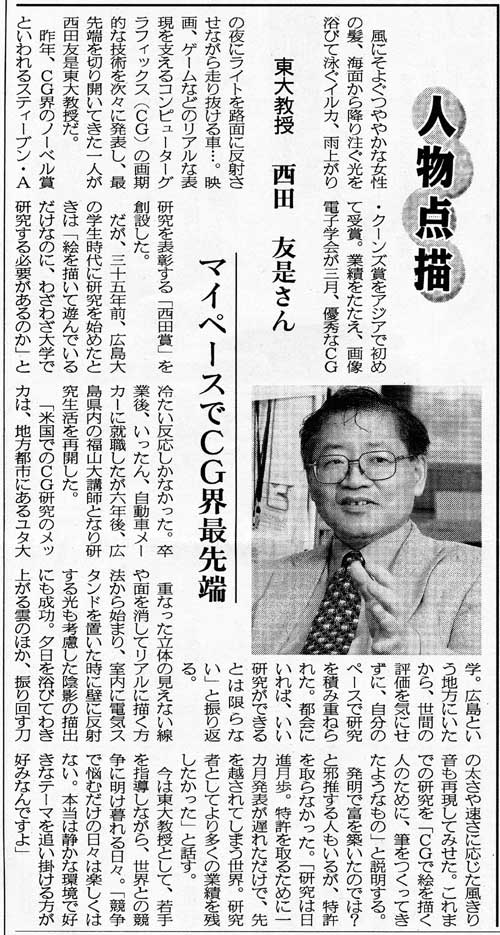 人物点描
東大教授　西田　友是さん
マイペースでCG界最先端
風にそよぐつややかな女性
の髪、海面から降り注ぐ光を
浴びて泳ぐイルカ、雨上がり
の夜にライトを路面に反射さ
せながら走り抜ける車…。映
画、ゲームなどのリアルな表
現を支えるコンピューターグ
ラフィックス（CG）の画期
的な技術を次々に発表し、最
先端を切り開いてきた一人が
西田友是東大教授だ。
昨年、CG界のノーベル賞
といわれるスティーブン・A
・クーンズ賞をアジアで初め
て受賞。業績をたたえ、画像
電子学会が三月、優秀なCG
研究を表彰する「西田賞」を
創設した。
だが、三十五年前、広島大
の学生時代に研究を始めたと
きは「絵を描いて遊んでいる
だけなのに、わざわざ大学で
研究する必要があるのか」と
冷たい反応しかなかった。卒
業後、いったん、自動車メー
カーに就職したが六年後、広
島県内の福山大講師となり研
究生活を再開した。
「米国でのCG研究のメッ
カは、地方都市にあるユタ大
学。広島とい
う地方にいた
から、世間の
評価を気にせ
ずに、自分の
ペースで研究
を積み重ねら
れた。都会に
いれば、いい
研究ができる
とは限らな
い」と振り返
る。
重なった立体の見えない線
や面を消してリアルに描く方
法から始まり、室内に電気ス
タンドを置いた時に壁に反射
する光も考慮した陰影の描出
にも成功。夕日を浴びてわき
上がる雲のほか、振り回す刀
の太さや速さに応じた風きり
音も再現してみせた。これま
での研究を「CGで絵を描く
人のために、筆をつくってき
たようなもの」と説明する。
発明で富を築いたのでは？
と邪推する人もいるが、特許
を取らなかった。「研究は日
進月歩。特許を取るために一
カ月発表が遅れただけで、先
を越されてしまう世界。研究
者としてより多くの業績を残
したかった」と話す。
今は東大教授として、若手
を指導しながら、世界との競
争に明け暮れる日々。「競争
で悩むだけの日々は楽しくは
ない。本当は静かな環境で好
きなテーマを追い掛ける方が
好みなんですよ」